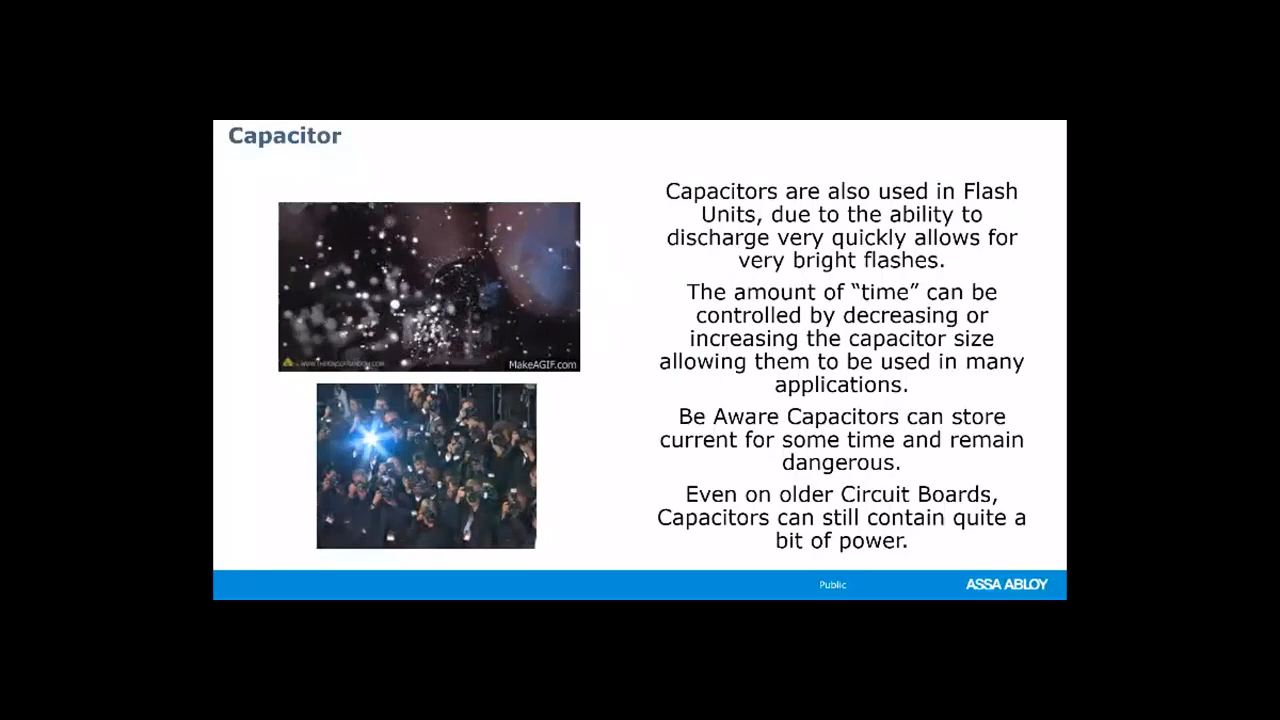 Capacitor
Capacitors are also used in Flash
Units, due to the ability to
discharge very quickly allows for
very bright flashes.
The amount of “time” can be
controlled by decreasing or
increasing the capacitor size
allowing them to be used in many
applications.
Be Aware Capacitors can store
current for some time and remain
dangerous.
Even on older Circuit Boards,
Capacitors can still contain quite a
bit of power.
MakeAGIF.com
Public
ASSA ABLOY